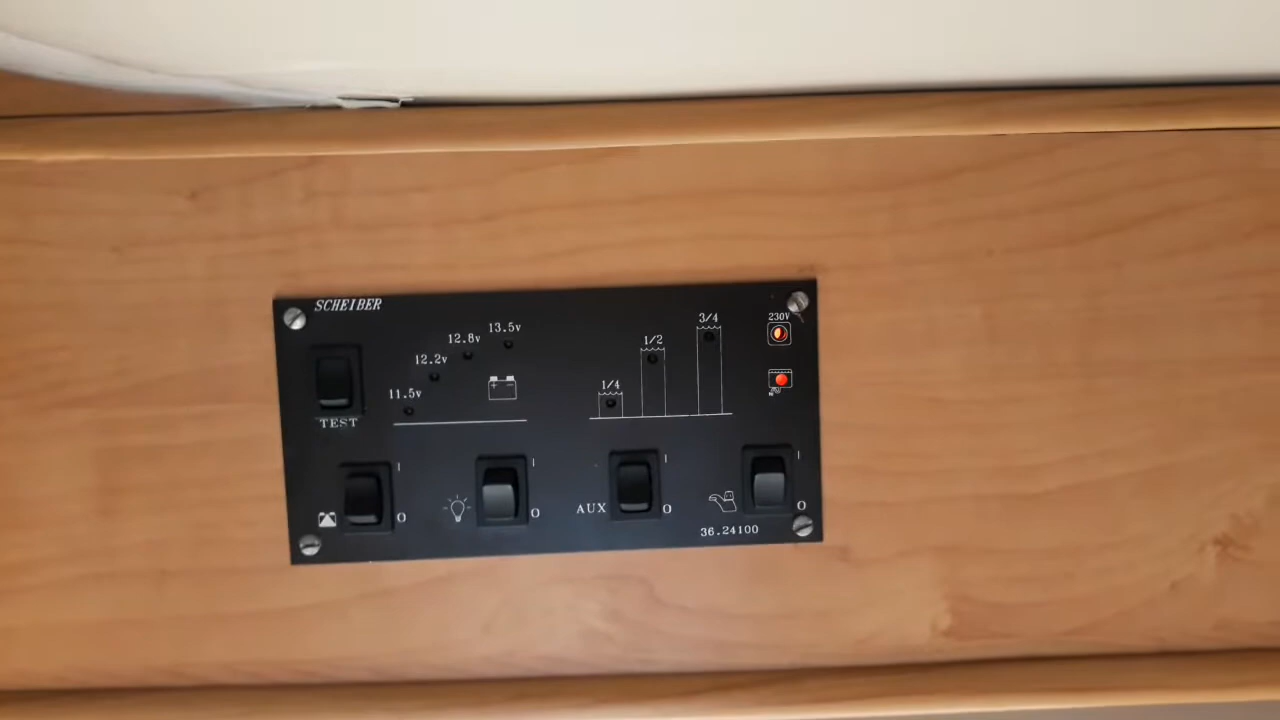 SCHEIBER
TEST
11.5v
12.2v
12.8v
13.5v
+ -
1/4
1/2
3/4
230V
I
O
I
O
AUX
I
O
I
O
36.24100